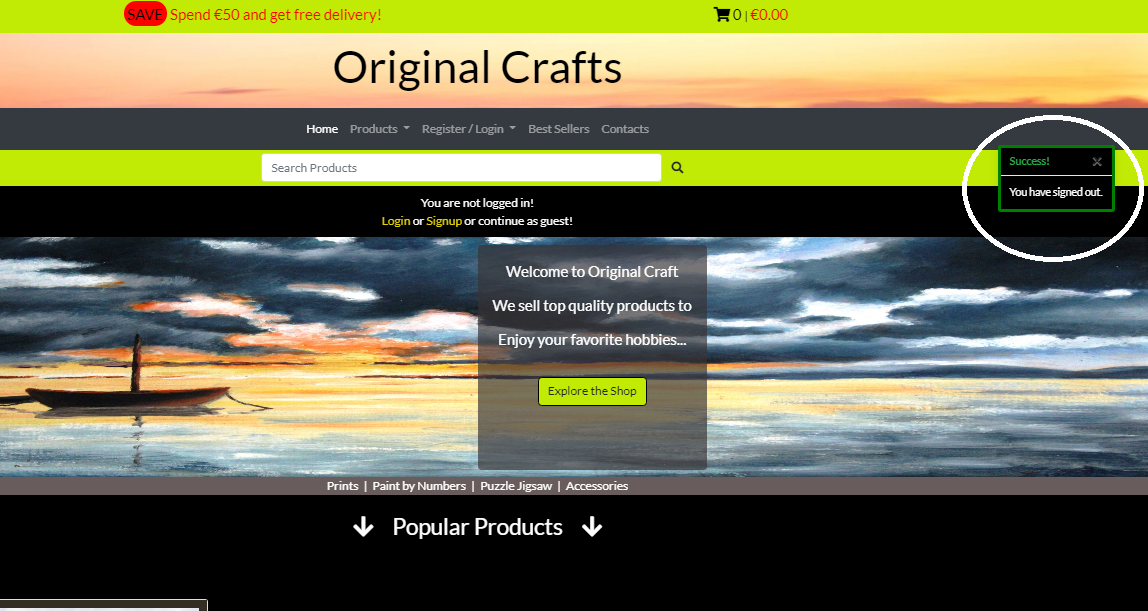 SAVE Spend €50 and get free delivery!
0 | €0.00
Original Crafts
Home Products Register / Login Best Sellers Contacts
Search Products
Success! ×
You have signed out.
You are not logged in!
Login or Signup or continue as guest!
Welcome to Original Craft
We sell top quality products to
Enjoy your favorite hobbies...
Explore the Shop
Prints | Paint by Numbers | Puzzle Jigsaw | Accessories
Popular Products